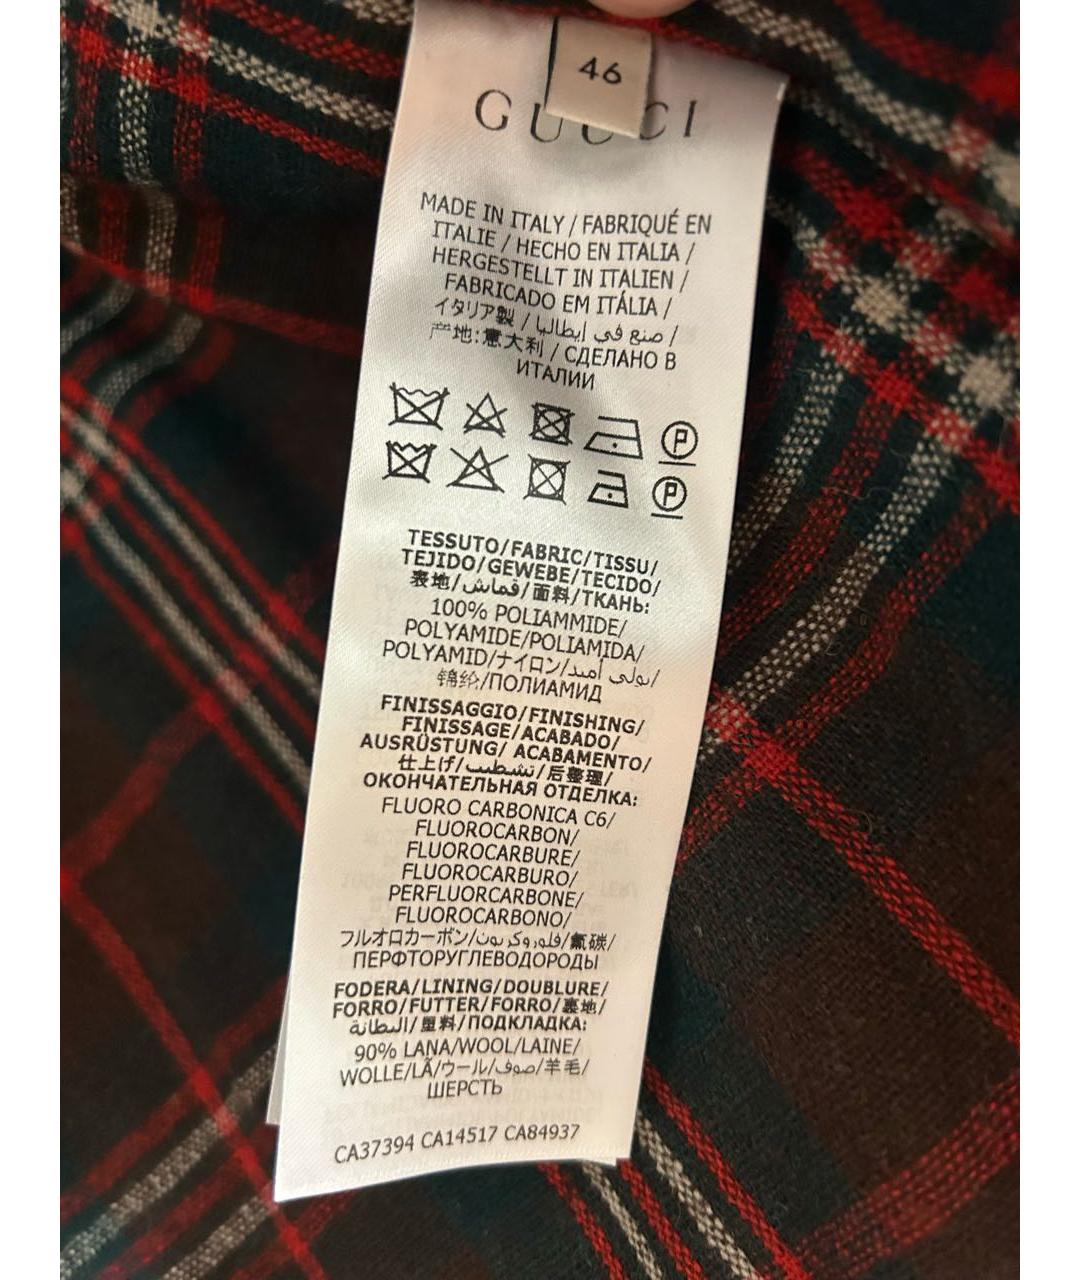 46
GUCCI
MADE IN ITALY / FABRIQUÉ EN
ITALIE / HECHO EN ITALIA /
HERGESTELLT IN ITALIEN /
FABRICADO EM ITÁLIA /
イタリア製 / صنع في إيطاليا /
产地:意大利 / СДЕЛАНО В
ИТАЛИИ
P
P
TESSUTO/FABRIC/TISSU/
TEJIDO/GEWEBE/TECIDO/
表地/قماش/面料/ТКАНЬ:
100% POLIAMMIDE/
POLYAMIDE/POLIAMIDA/
POLYAMID/ナイロン/بولي أميد/
锦纶/ПОЛИАМИД
FINISSAGGIO/FINISHING/
FINISSAGE/ACABADO/
AUSRÜSTUNG/ ACABAMENTO/
仕上げ/تشطيب/后整理/
ОКОНЧАТЕЛЬНАЯ ОТДЕЛКА:
FLUORO CARBONICA C6/
FLUOROCARBON/
FLUOROCARBURE/
FLUOROCARBURO/
PERFLUORCARBONE/
FLUOROCARBONO/
フルオロカーボン/فلوروكربون/氟碳/
ПЕРФТОРУГЛЕВОДОРОДЫ
FODERA/LINING/DOUBLURE/
FORRO/FUTTER/FORRO/裏地/
البطانة/里料/ПОДКЛАДКА:
90% LANA/WOOL/LAINE/
WOLLE/LÃ/ウール/صوف/羊毛/
ШЕРСТЬ
CA37394 CA14517 CA84937